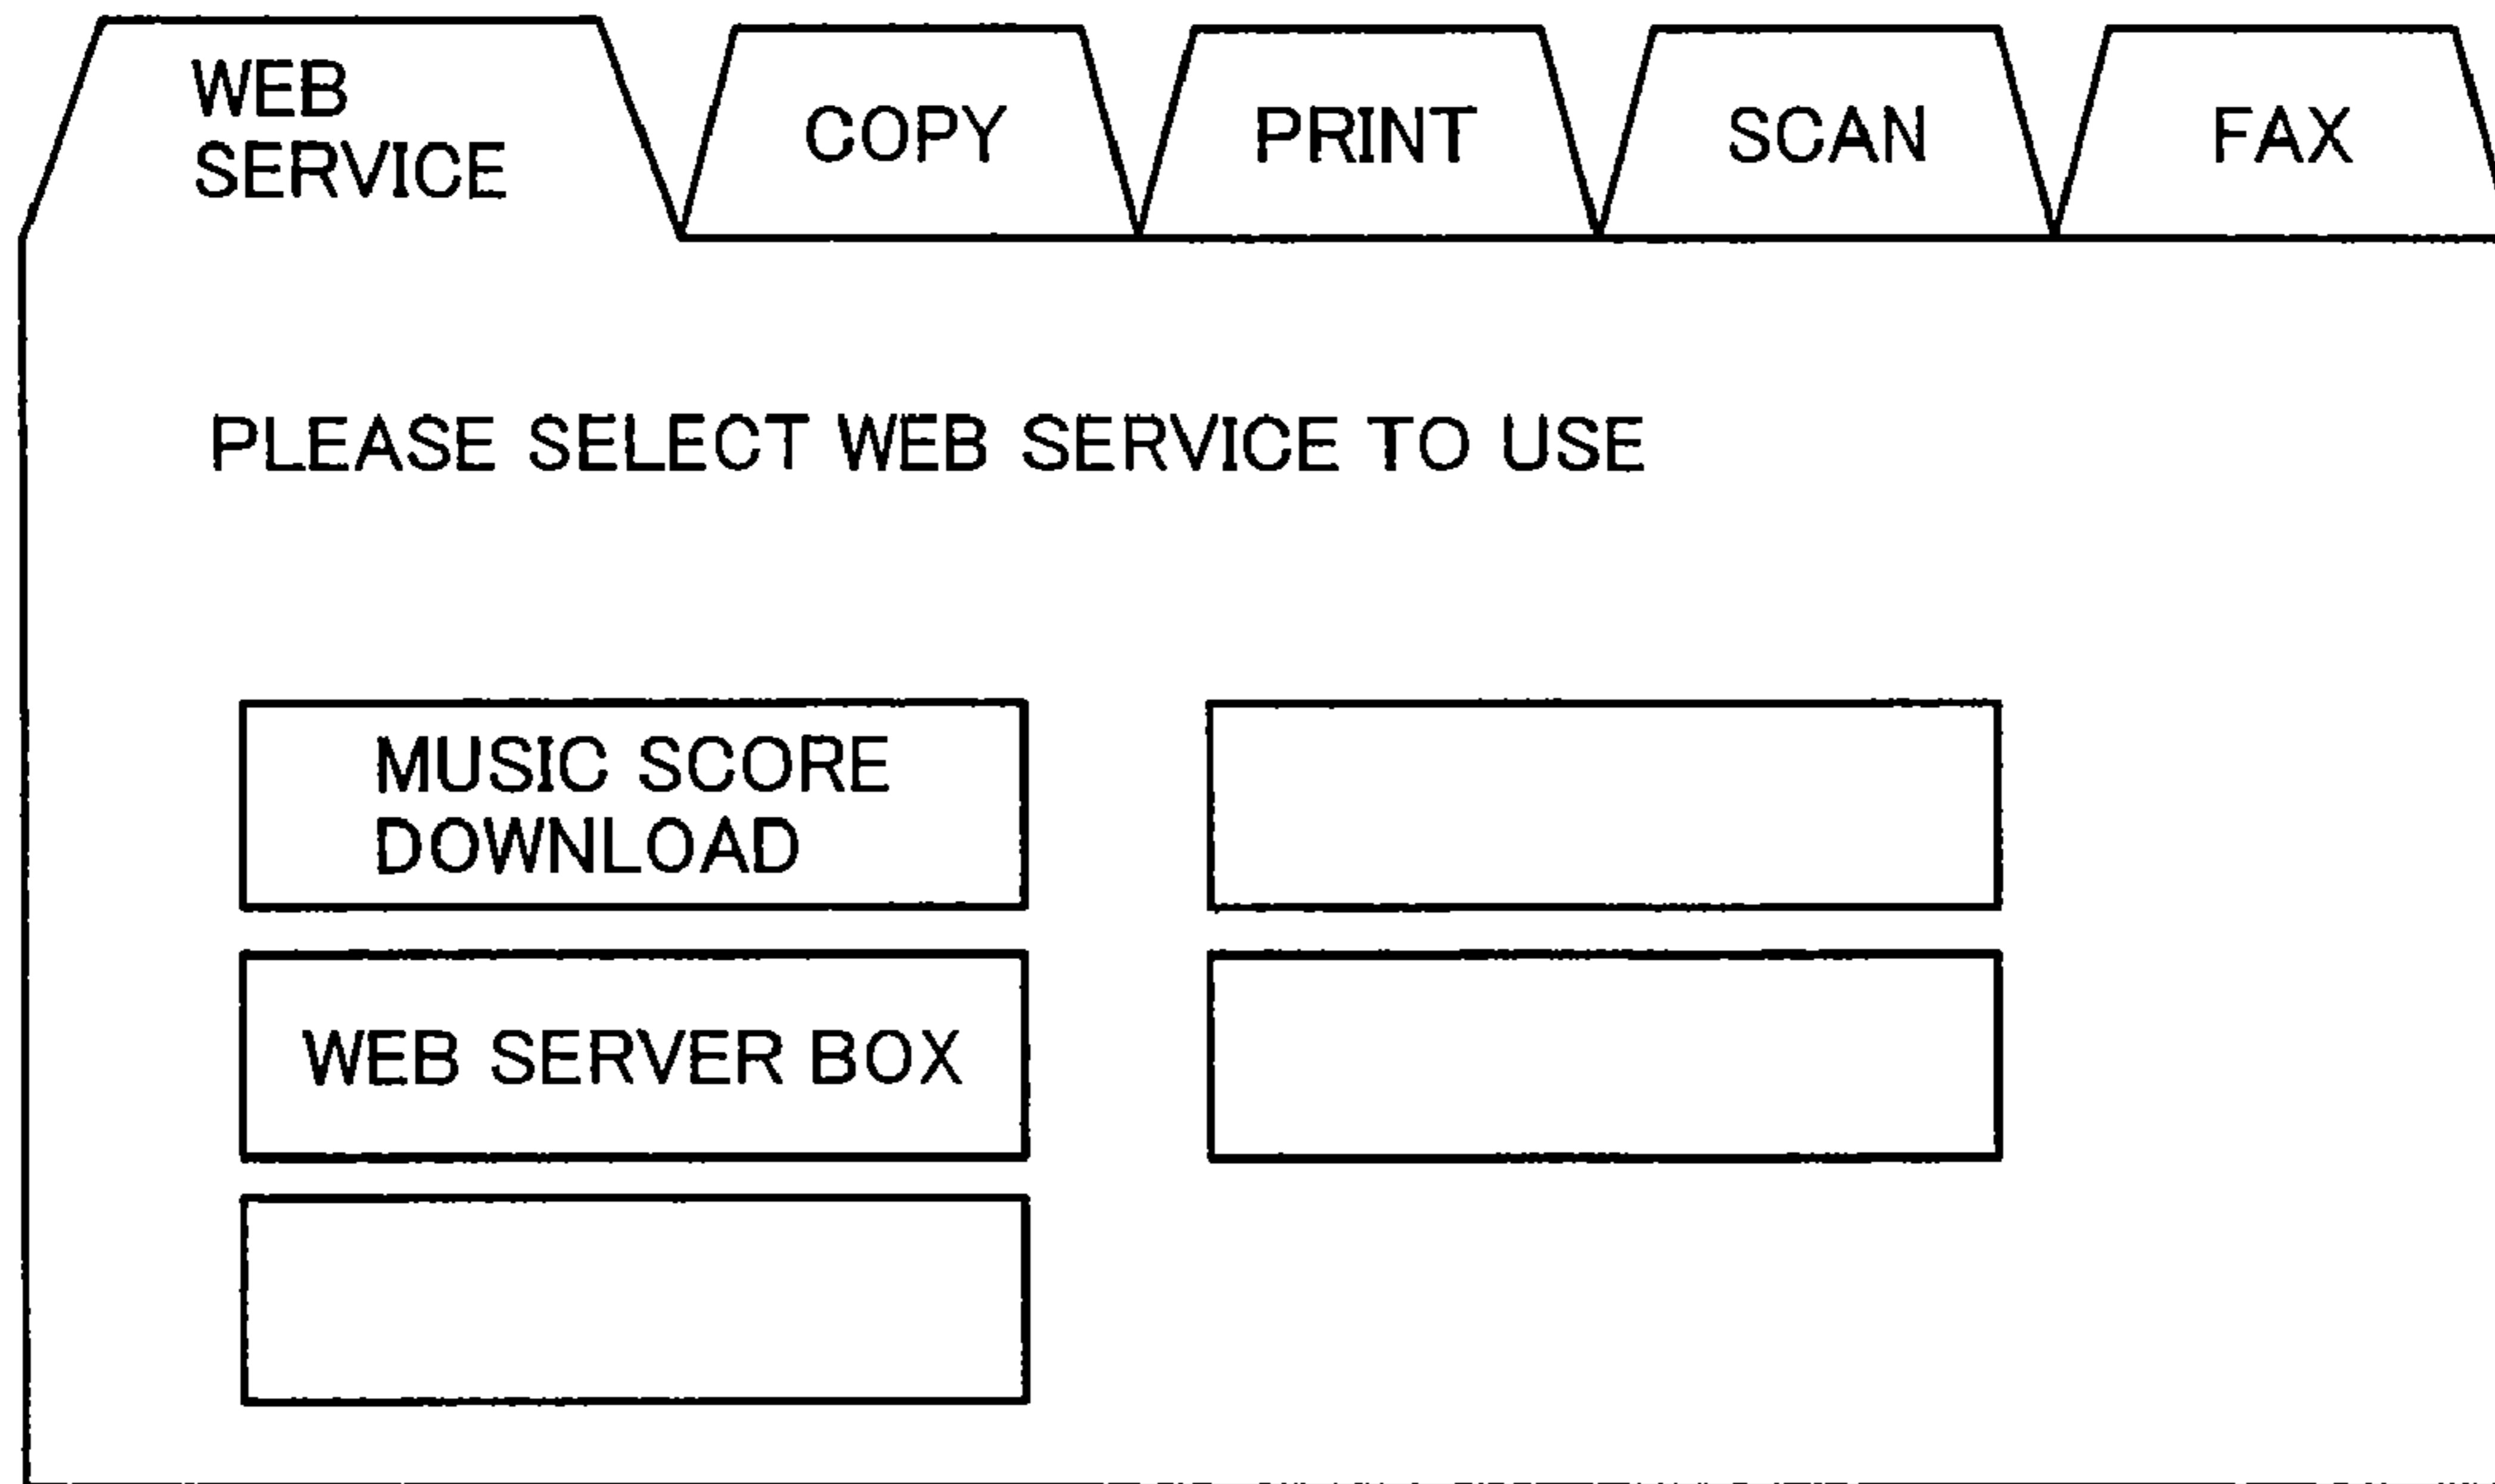 WEB
SERVICE
COPY
PRINT
SCAN
FAX
PLEASE SELECT WEB SERVICE TO USE
MUSIC SCORE
DOWNLOAD
WEB SERVER BOX